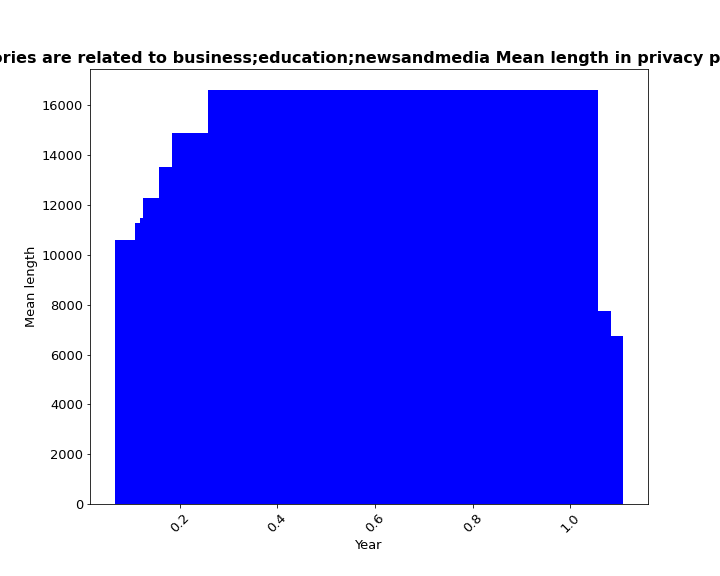 ories are related to business;education;newsandmedia Mean length in privacy p
16000
14000
12000
10000
8000
6000
4000
2000
0
Mean length
0.2 0.4 0.6 0.8 1.0
Year